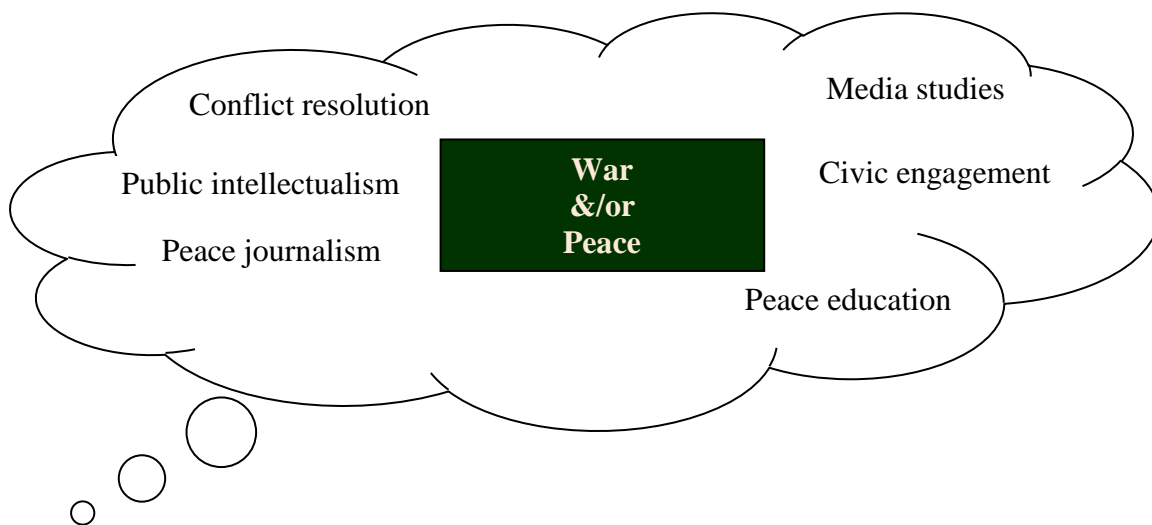 Conflict resolution
Public intellectualism
Peace journalism
War
&/or
Peace
Media studies
Civic engagement
Peace education